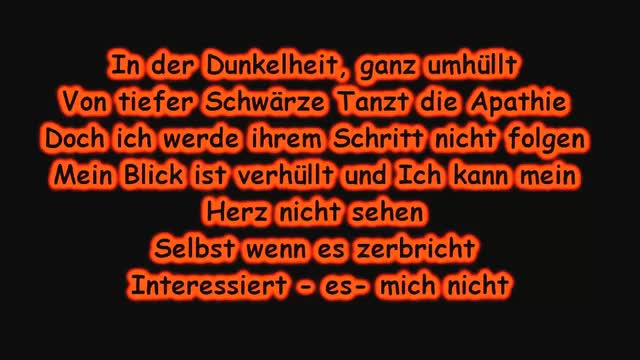 In der Dunkelheit, ganz umhüllt
Von tiefer Schwärze Tanzt die Apathie
Doch ich werde ihrem Schritt nicht folgen
Mein Blick ist verhüllt und Ich kann mein
Herz nicht sehen
Selbst wenn es zerbricht
Interessiert - es- mich nicht